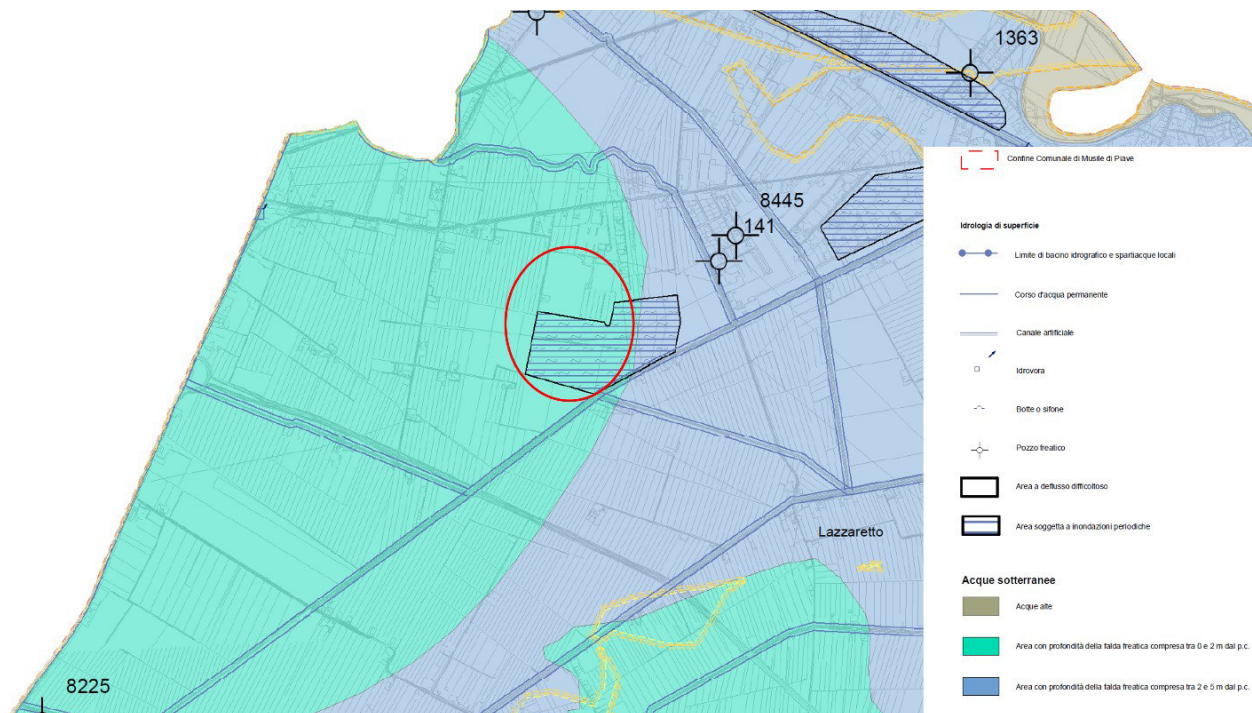 1363
8445
141
Lazzaretto
8225
Confine Comunale di Musile di Piave
Idrologia di superficie
Limite di bacino idrografico e spartiacque locali
Corso d'acqua permanente
Canale artificiale
Idrovora
Botte o sifone
Pozzo freatico
Area a deflusso difficoltoso
Area soggetta a inondazioni periodiche
Acque sotterranee
Acque alte
Area con profondità della falda freatica compresa tra 0 e 2 m dal p.c.
Area con profondità della falda freatica compresa tra 2 e 5 m dal p.c.